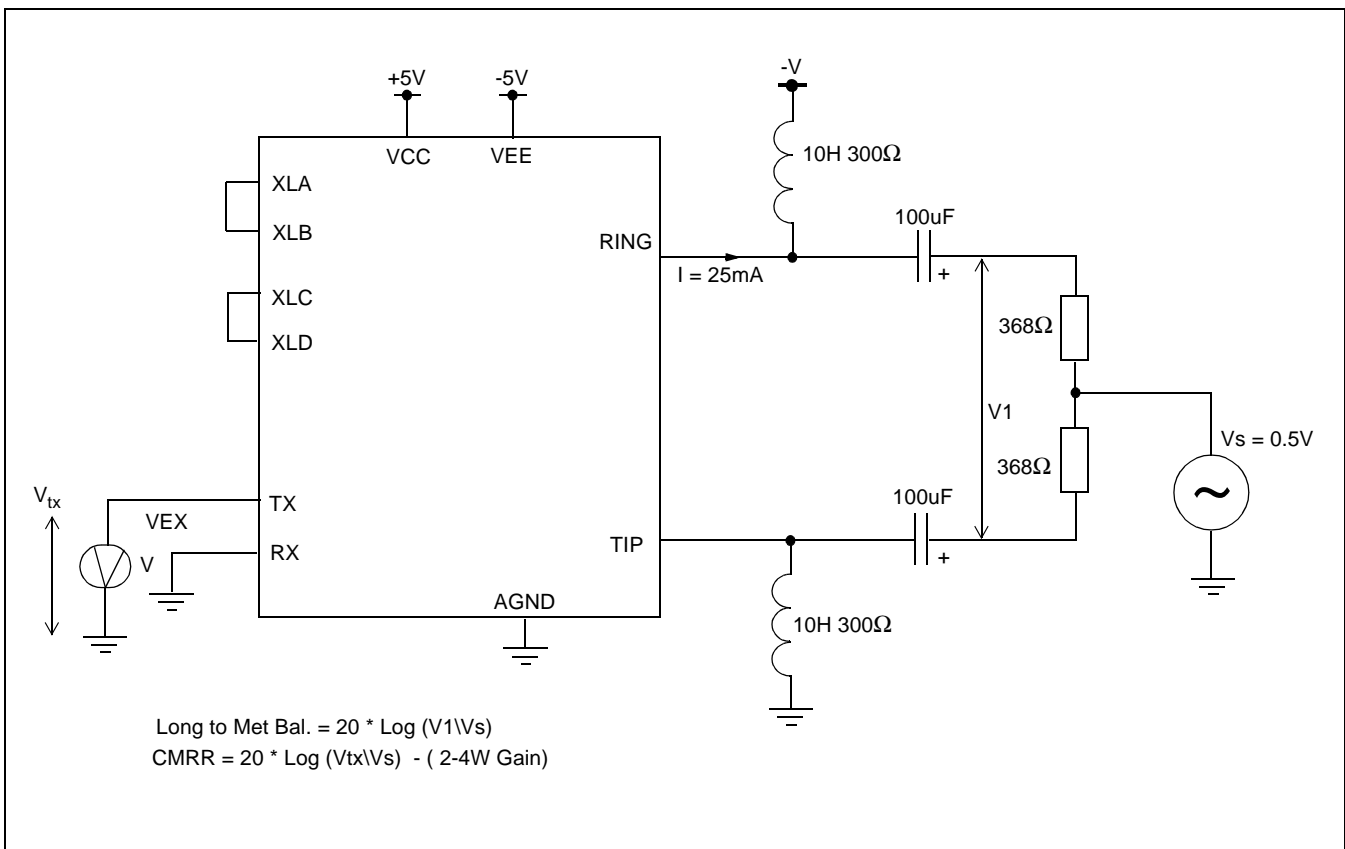 +5V
-5V
-V
VCC
VEE
10H 300Ω
XLA
XLB
XLC
XLD
RING
I = 25mA
100uF
+
368Ω
V1
368Ω
Vs = 0.5V
~
Vtx
TX
VEX
V
RX
100uF
+
TIP
AGND
10H 300Ω
Long to Met Bal. = 20 * Log (V1\Vs)
CMRR = 20 * Log (Vtx\Vs) - ( 2-4W Gain)